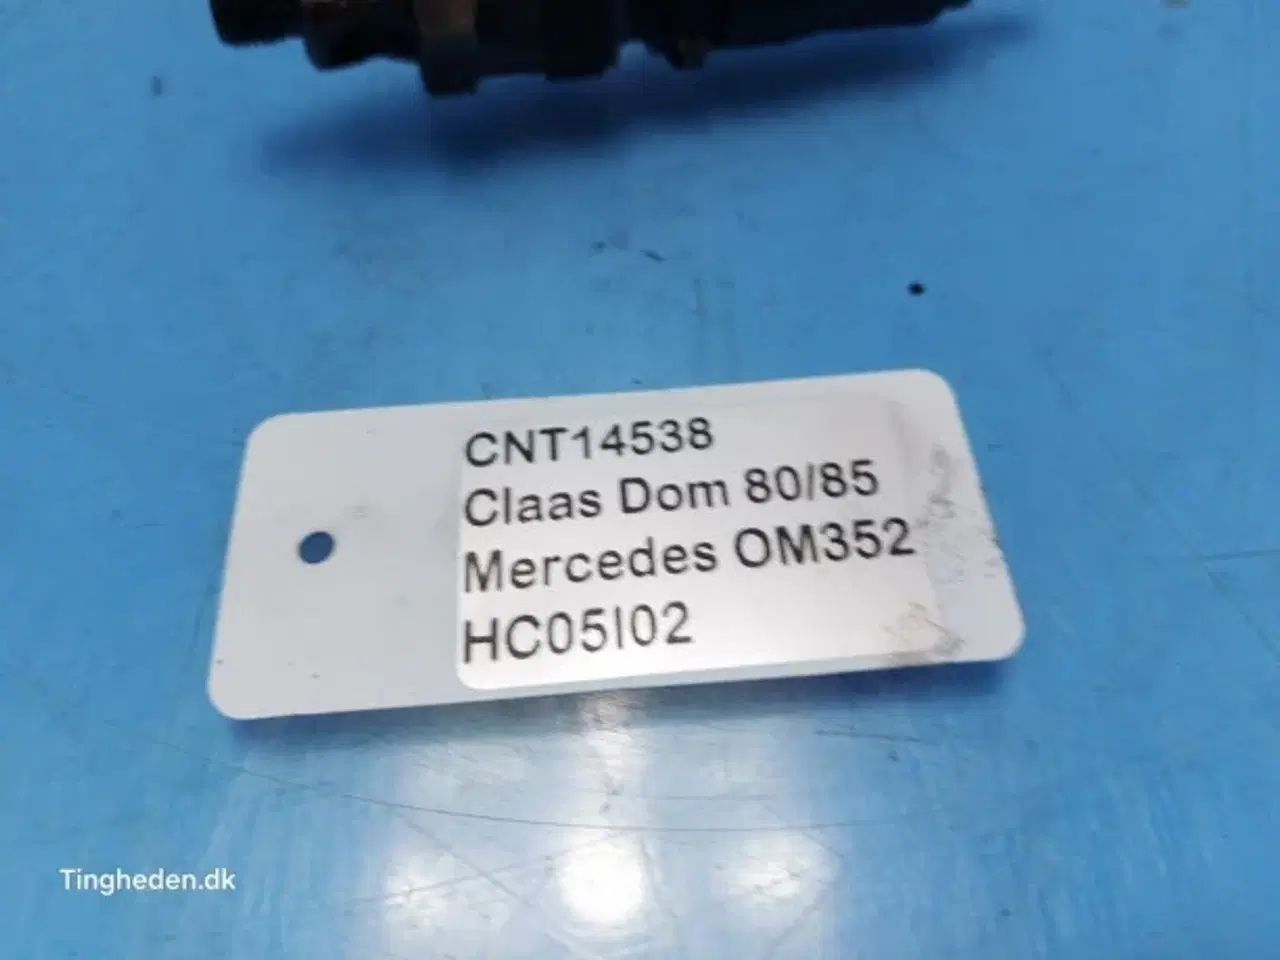 CNT14538
Claas Dom 80/85
Mercedes OM352
HC05I02
Tingheden.dk